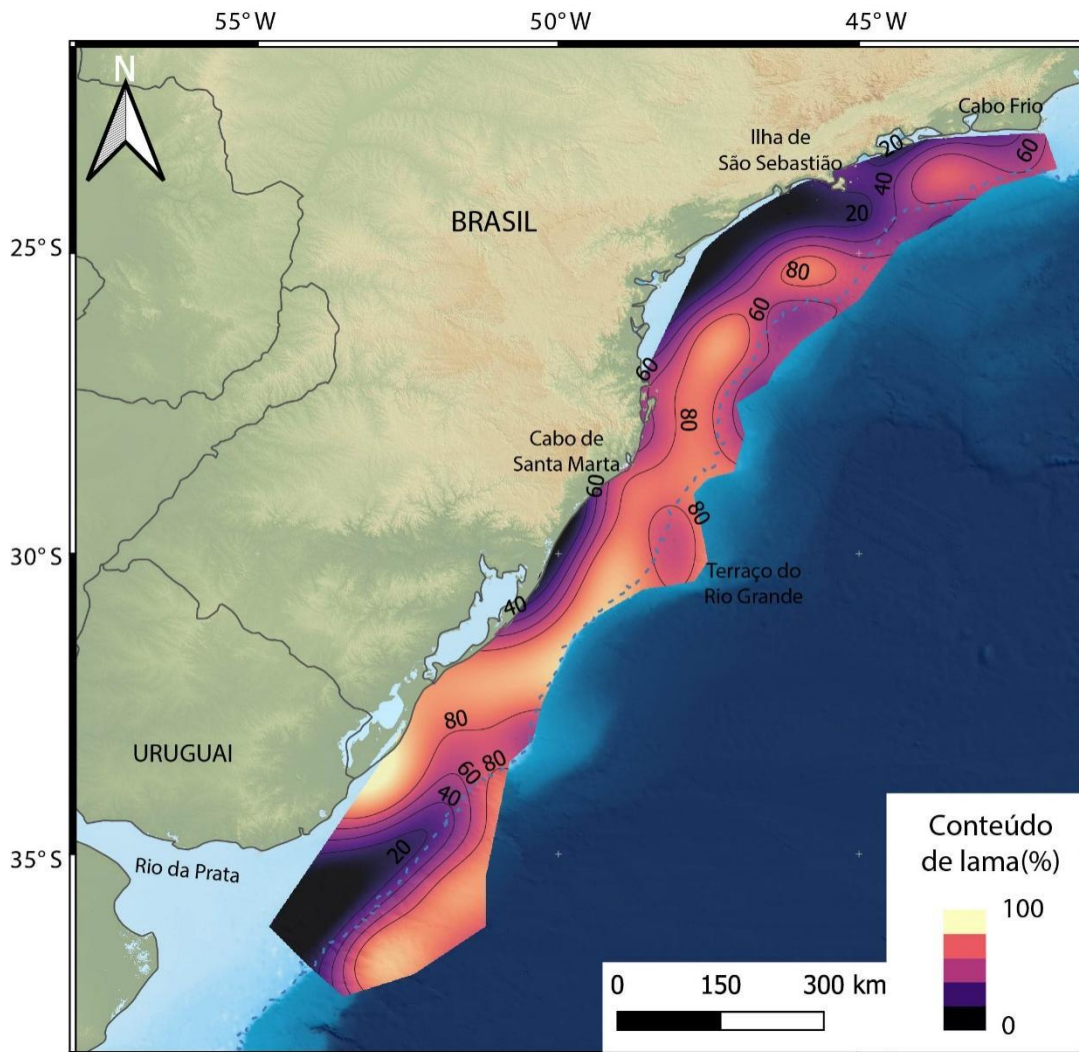 55°W 50°W 45°W
N
Cabo Frio
Ilha de
São Sebastião
20
60
40
BRASIL
20
25°S
80
60
60
80
Cabo de
Santa Marta
60
80
30°S
Terraço do
Rio Grande
40
80
URUGUAI
80
60
40
20
35°S
Rio da Prata
Conteúdo
de lama(%)
100
0
0 150 300 km